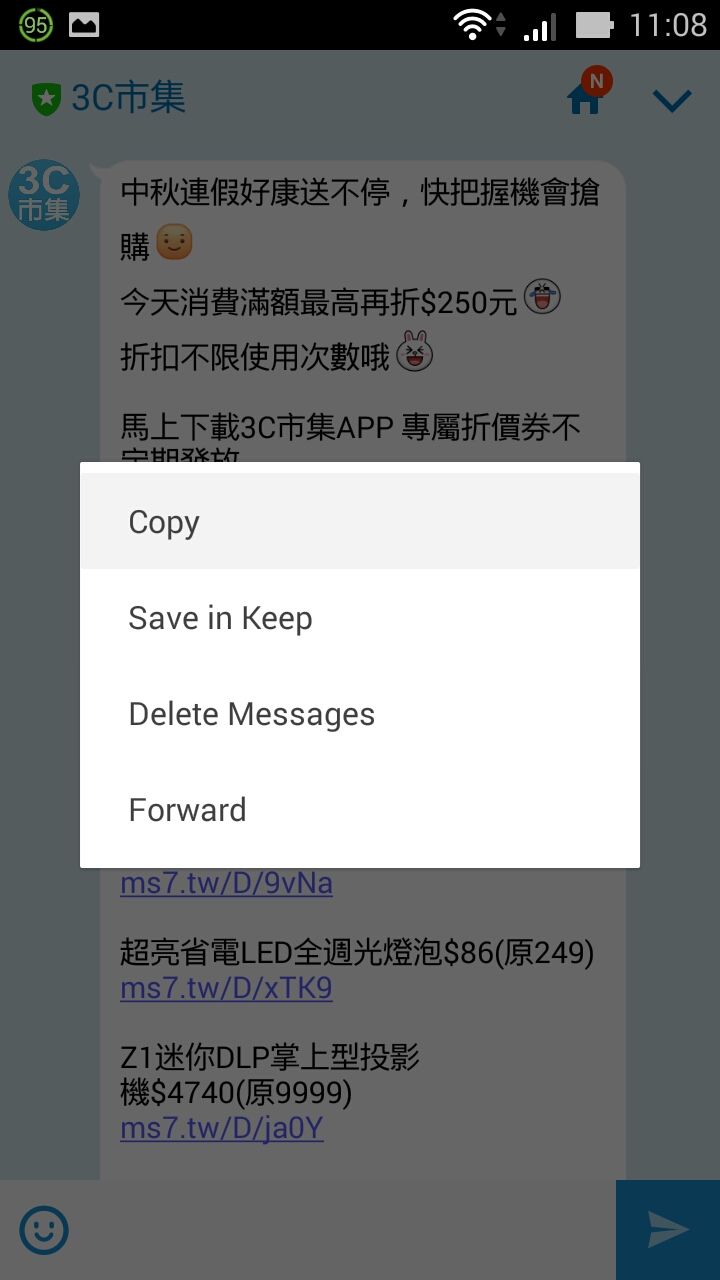 95
11:08
3C市集
N
3C
市集
中秋連假好康送不停，快把握機會搶
購
今天消費滿額最高再折$250元
折扣不限使用次數哦
馬上下載3C市集APP 專屬折價券不
定期發放
Copy
Save in Keep
Delete Messages
Forward
ms7.tw/D/9vNa
超亮省電LED全週光燈泡$86(原249)
ms7.tw/D/xTK9
Z1迷你DLP掌上型投影
機$4740(原9999)
ms7.tw/D/ja0Y